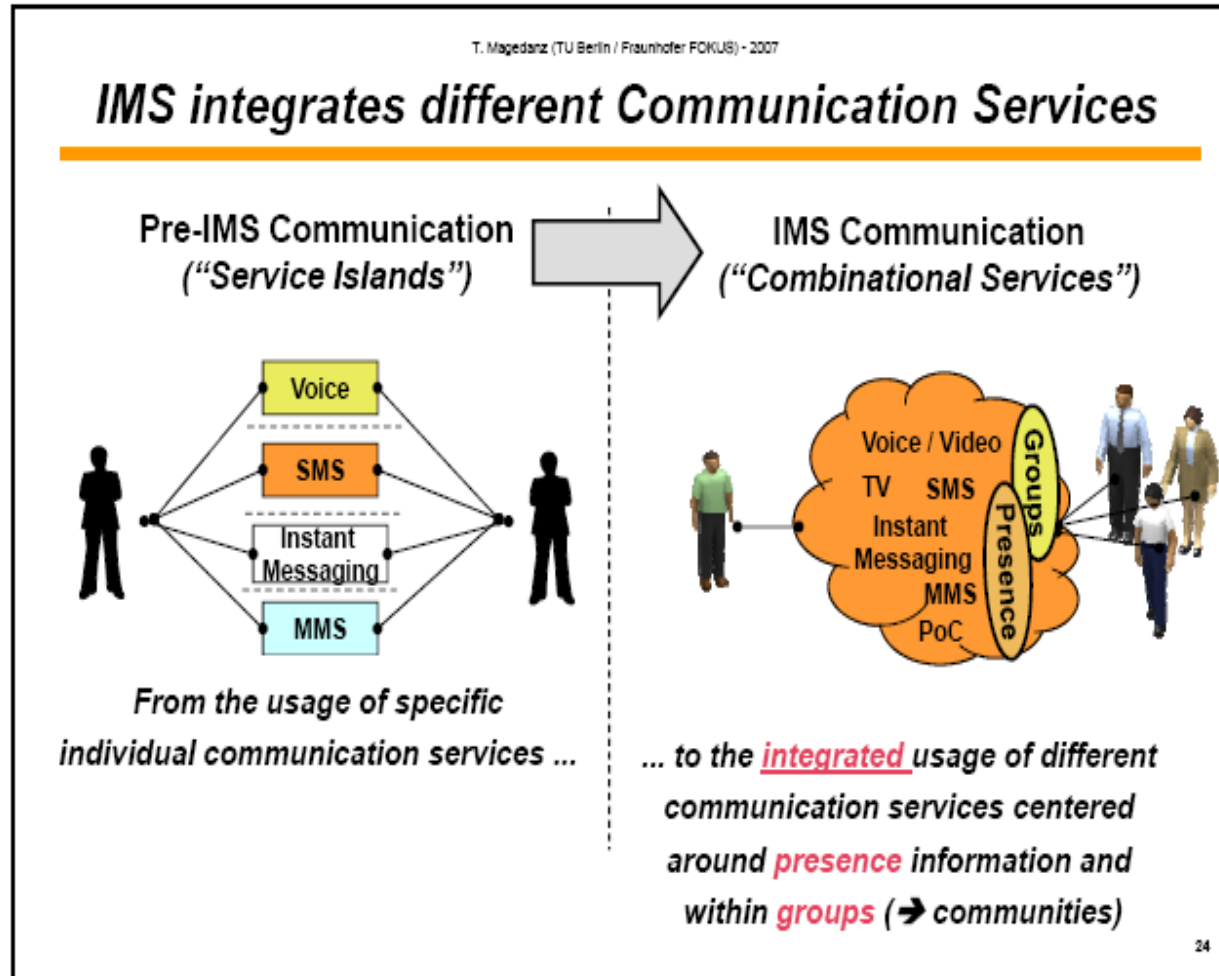 T. Magedanz (TU Berlin / Fraunhofer FOKUS) - 2007
IMS integrates different Communication Services
Pre-IMS Communication
("Service Islands")
IMS Communication
("Combinational Services")
Voice
SMS
Instant
Messaging
MMS
Voice / Video
TV SMS
Instant
Messaging
MMS
PoC
Groups
Presence
From the usage of specific
individual communication services ...
... to the integrated usage of different
communication services centered
around presence information and
within groups (➔ communities)
24